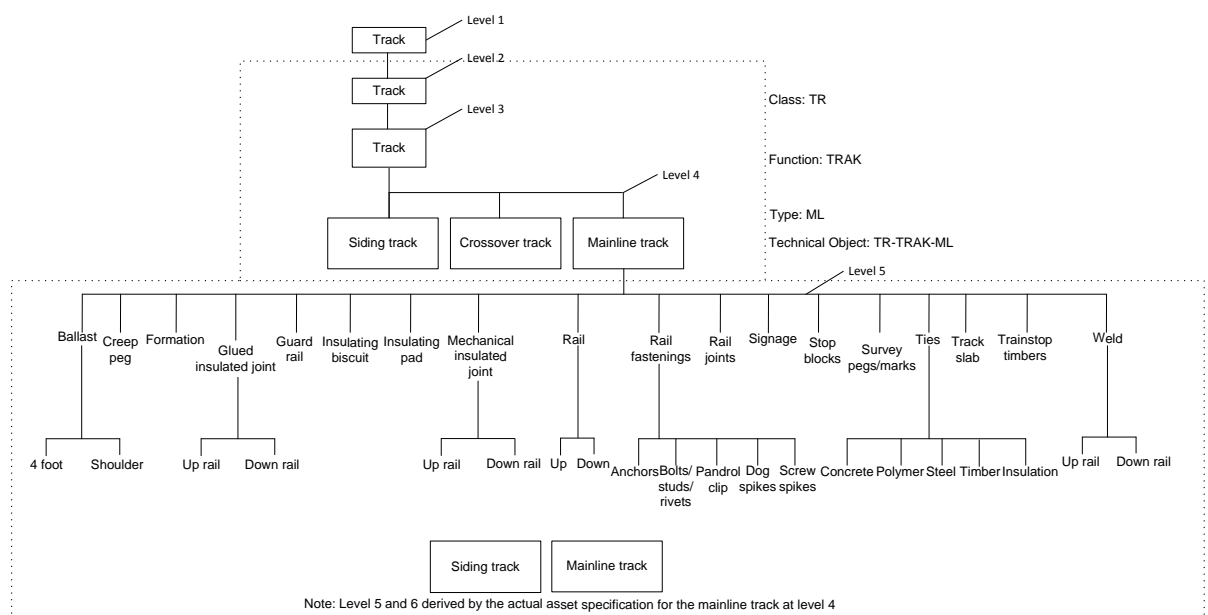 Level 1
Track
Level 2
Track
Class: TR
Level 3
Track
Function: TRAK
Level 4
Type: ML
Siding track
Crossover track
Mainline track
Technical Object: TR-TRAK-ML
Level 5
Ballast
Creep
peg
Formation
Glued
insulated joint
Guard
rail
Insulating
biscuit
Insulating
pad
Mechanical
insulated
joint
Rail
Rail
fastenings
Rail
joints
Signage
Stop
blocks
Survey
pegs/marks
Ties
Track
slab
Trainstop
timbers
Weld
4 foot
Shoulder
Up rail
Down rail
Up rail
Down rail
Up
Down
Anchors
Bolts/
studs/
rivets
Pandrol
clip
Dog
spikes
Screw
spikes
Concrete
Polymer
Steel
Timber
Insulation
Up rail
Down rail
Siding track
Mainline track
Note: Level 5 and 6 derived by the actual asset specification for the mainline track at level 4